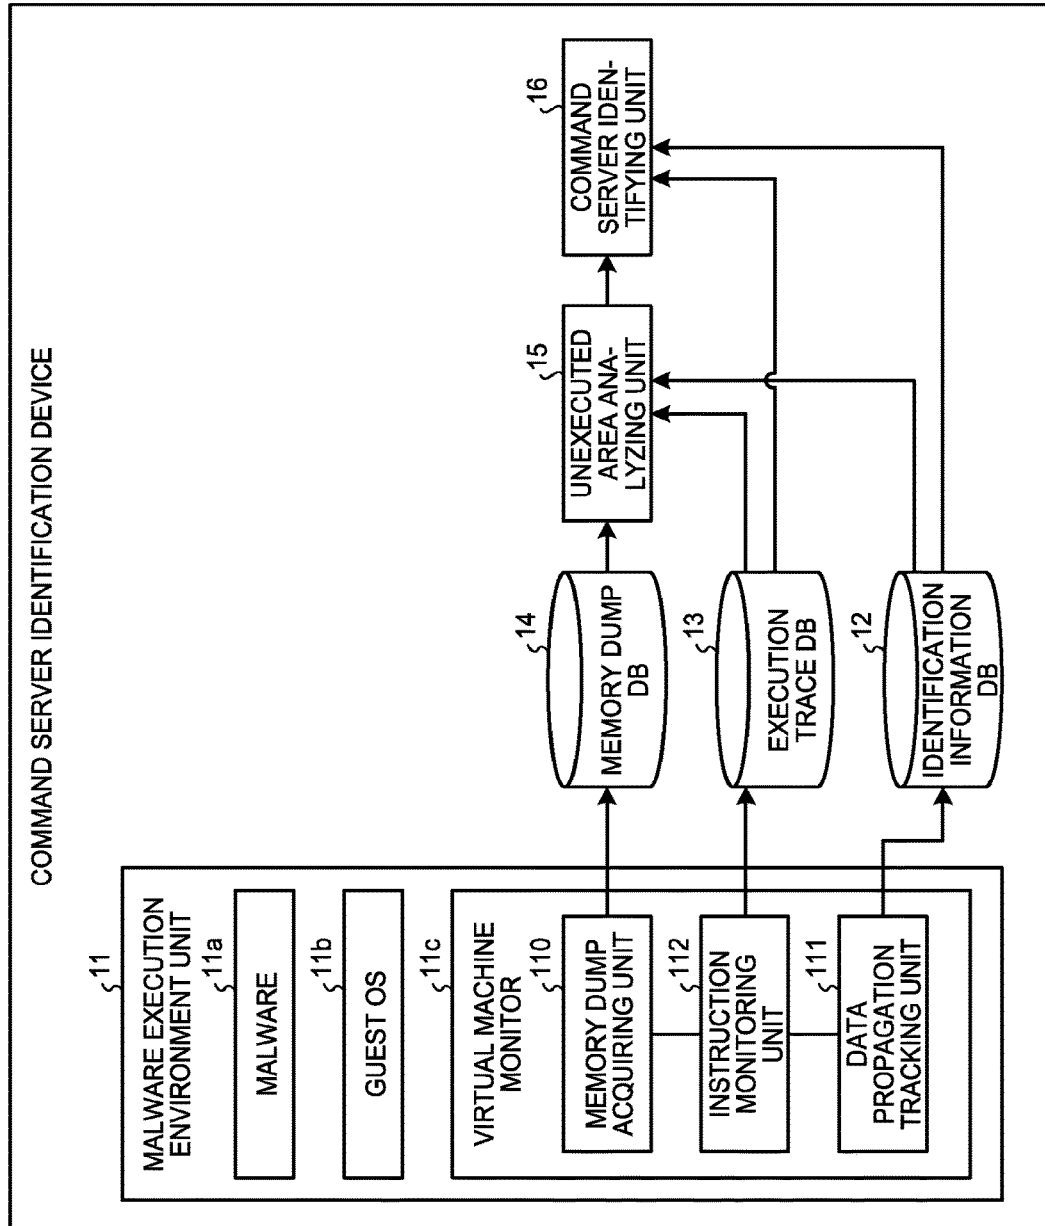 COMMAND SERVER IDENTIFICATION DEVICE
11
MALWARE EXECUTION
ENVIRONMENT UNIT
11a
MALWARE
11b
GUEST OS
11c
VIRTUAL MACHINE
MONITOR
110
MEMORY DUMP
ACQUIRING UNIT
112
INSTRUCTION
MONITORING
UNIT
111
DATA
PROPAGATION
TRACKING UNIT
14
MEMORY DUMP
DB
13
EXECUTION
TRACE DB
12
IDENTIFICATION
INFORMATION
DB
15
UNEXECUTED
AREA ANA-
LYZING UNIT
16
COMMAND
SERVER IDEN-
TIFYING UNIT